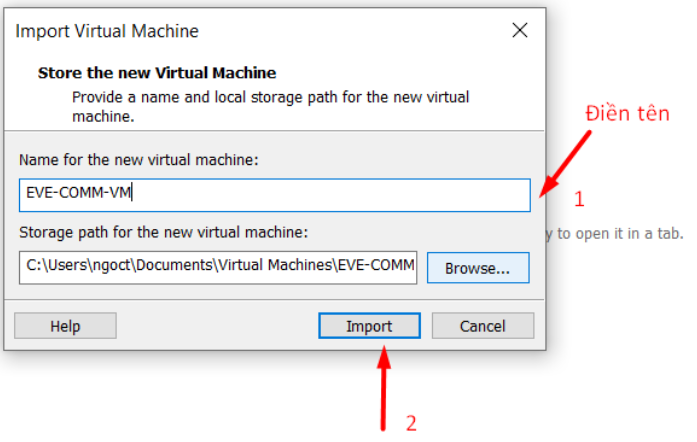 Import Virtual Machine
Store the new Virtual Machine
Provide a name and local storage path for the new virtual
machine.
Điền tên
Name for the new virtual machine:
EVE-COMM-VM
1
Storage path for the new virtual machine:
y to open it in a tab.
C:\Users\ngoct\Documents\Virtual Machines\EVE-COMM
Browse...
Help
Import
Cancel
2